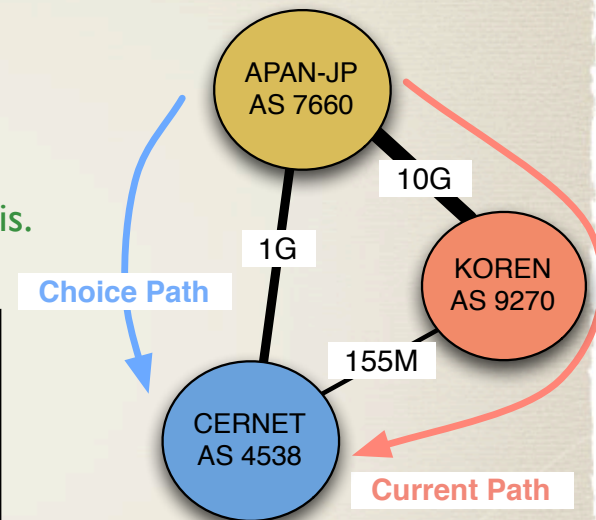 APAN-JP
AS 7660
10G
is.
1G
KOREN
AS 9270
Choice Path
155M
CERNET
AS 4538
Current Path